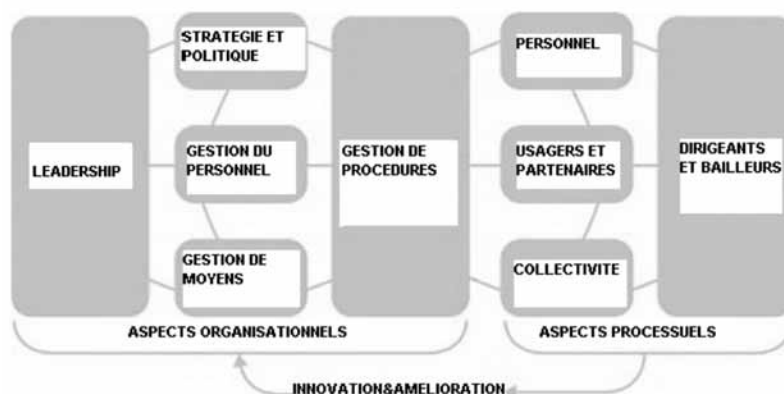 LEADERSHIP
STRATEGIE ET
POLITIQUE
GESTION DU
PERSONNEL
GESTION DE
MOYENS
GESTION DE
PROCEDURES
PERSONNEL
USAGERS ET
PARTENAIRES
COLLECTIVITE
DIRIGEANTS
ET BAILLEURS
ASPECTS ORGANISATIONNELS
ASPECTS PROCESSUELS
INNOVATION&AMELIORATION